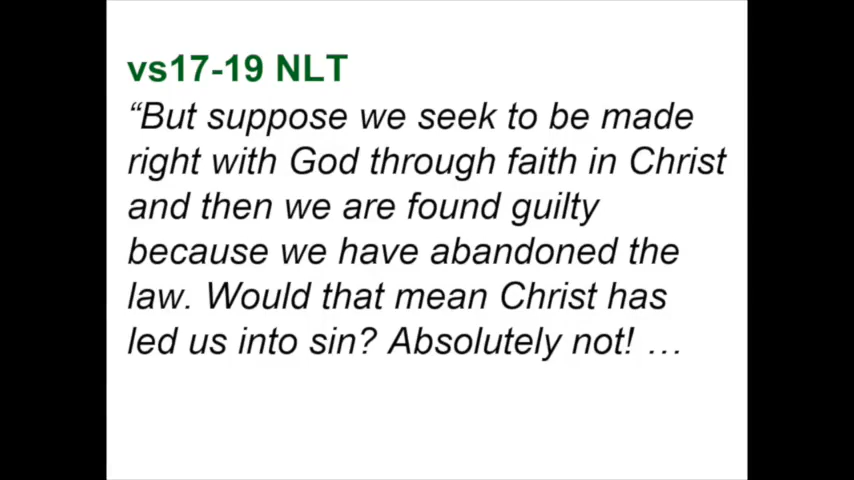 vs17-19 NLT
“But suppose we seek to be made
right with God through faith in Christ
and then we are found guilty
because we have abandoned the
law. Would that mean Christ has
led us into sin? Absolutely not! …